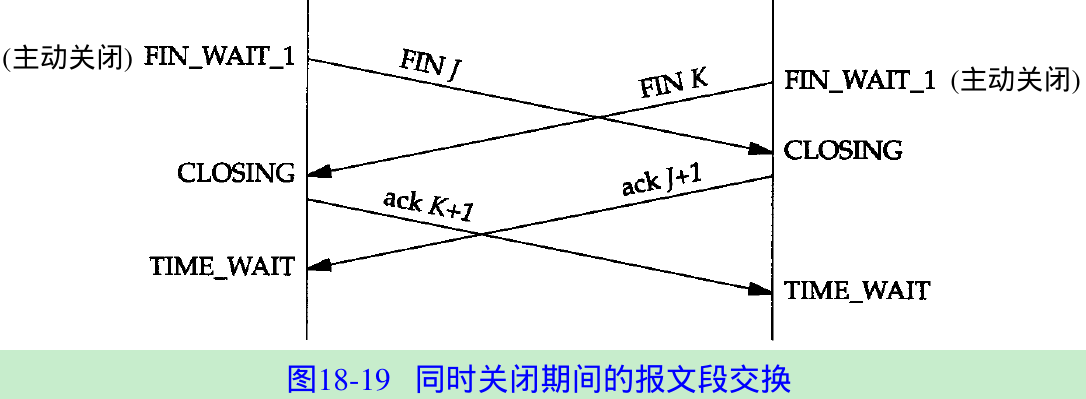 (主动关闭) FIN_WAIT_1
FIN J
FIN K
FIN_WAIT_1 (主动关闭)
CLOSING
CLOSING
ack K+1
ack J+1
TIME_WAIT
TIME_WAIT
图18-19 同时关闭期间的报文段交换